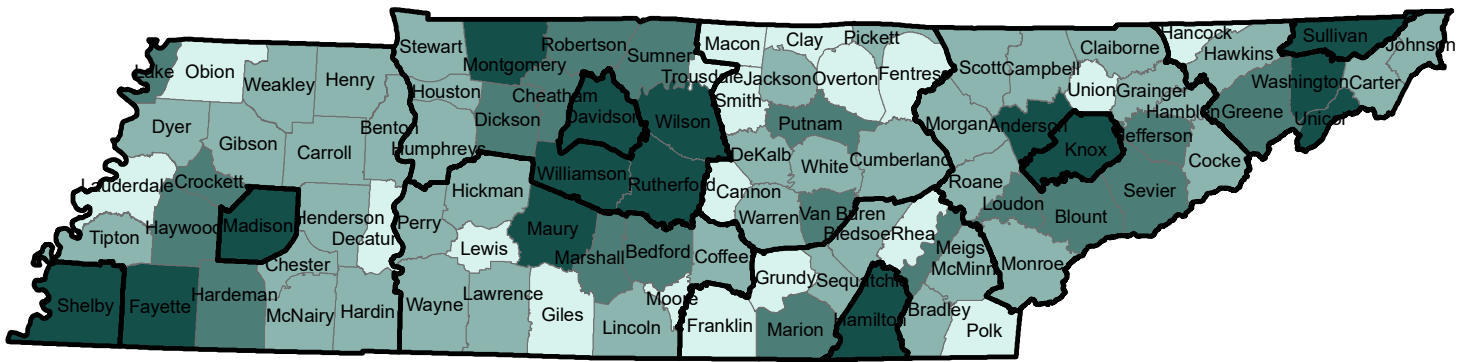 Stewart
Montgomery
Robertson
Sumner
Macon
Clay
Pickett
Scott
Campbell
Claiborne
Hancock
Hawkins
Sullivan
Johnson
Lake
Obion
Weakley
Henry
Houston
Cheatham
Dickson
Davidson
Wilson
Trousdale
Smith
Jackson
Overton
Fentress
Union
Grainger
Hamblen
Greene
Washington
Carter
Unicoi
Dyer
Gibson
Carroll
Benton
Humphreys
Williamson
Rutherford
DeKalb
Putnam
White
Cumberland
Morgan
Anderson
Knox
Jefferson
Cocke
Lauderdale
Crockett
Haywood
Madison
Henderson
Decatur
Perry
Hickman
Maury
Cannon
Warren
Van Buren
Bledsoe
Rhea
Roane
Loudon
Blount
Sevier
Tipton
Chester
Lewis
Marshall
Bedford
Coffee
Grundy
Sequatchie
Meigs
McMinn
Monroe
Shelby
Fayette
Hardeman
McNairy
Hardin
Wayne
Lawrence
Giles
Lincoln
Moore
Franklin
Marion
Hamilton
Bradley
Polk